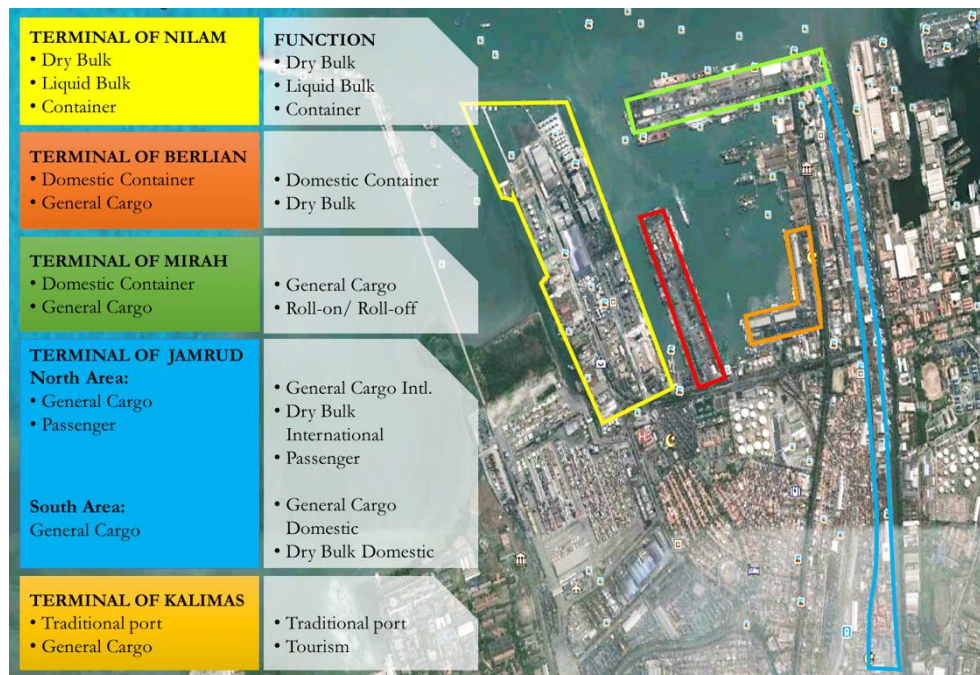 TERMINAL OF NILAM
• Dry Bulk
• Liquid Bulk
• Container
FUNCTION
• Dry Bulk
• Liquid Bulk
• Container
TERMINAL OF BERLIAN
• Domestic Container
• General Cargo
• Domestic Container
• Dry Bulk
TERMINAL OF MIRAH
• Domestic Container
• General Cargo
• General Cargo
• Roll-on/ Roll-off
TERMINAL OF JAMRUD
North Area:
• General Cargo
• Passenger
South Area:
General Cargo
• General Cargo Intl.
• Dry Bulk
International
• Passenger
• General Cargo
Domestic
• Dry Bulk Domestic
TERMINAL OF KALIMAS
• Traditional port
• General Cargo
• Traditional port
• Tourism